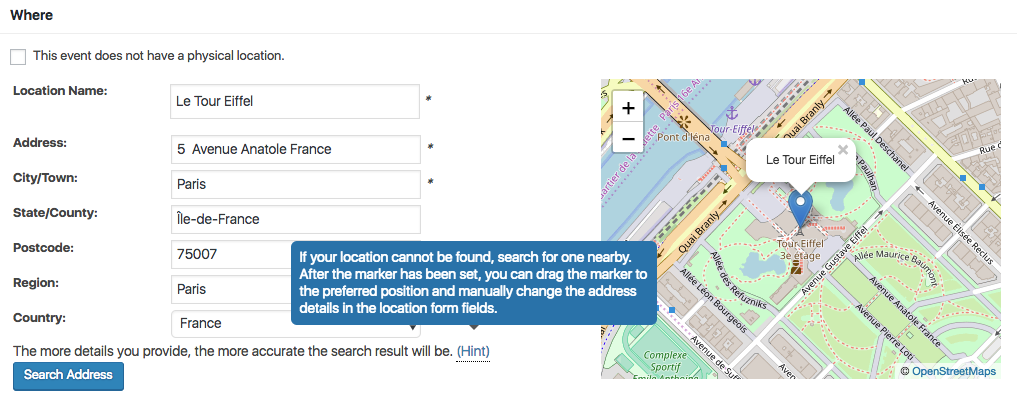 Where
This event does not have a physical location.
Location Name:
Le Tour Eiffel
*
Address:
5 Avenue Anatole France
*
City/Town:
Paris
*
State/County:
Île-de-France
Postcode:
75007
Region:
Paris
Country:
France
If your location cannot be found, search for one nearby.
After the marker has been set, you can drag the marker to
the preferred position and manually change the address
details in the location form fields.
The more details you provide, the more accurate the search result will be. (Hint)
Search Address
+
−
Paris 16e
Pont d'Iéna
Tour-Eiffel
Quai Branly
Allée Paul Deschanel
Le Tour Eiffel
×
Paulhan
Quai Branly
Tour Eiffel
3e étage
Avenue Gustave Eiffel
Avenue Élisée Reclus
Allée Maurice Baumont
Allée des Refuzniks
Allée Léon Bourgeois
Avenue Anatole France
Avenue Pierre Loti
Avenue de Suf
Complexe
Sportif
Emile Anthoine
© OpenStreetMaps